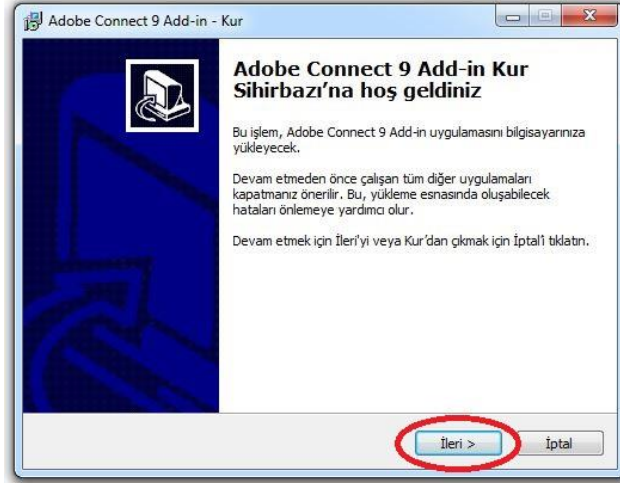 Adobe Connect 9 Add-in - Kur
Adobe Connect 9 Add-in Kur
Sihirbazı’na hoş geldiniz
Bu işlem, Adobe Connect 9 Add-in uygulamasını bilgisayarınıza
yükleyecek.
Devam etmeden önce çalışan tüm diğer uygulamaları
kapatmanız önerilir. Bu, yükleme esnasında oluşabilecek
hataları önlemeye yardımcı olur.
Devam etmek için İleri'yi veya Kur’dan çıkmak için İptal’i tıklatın.
İleri >
İptal